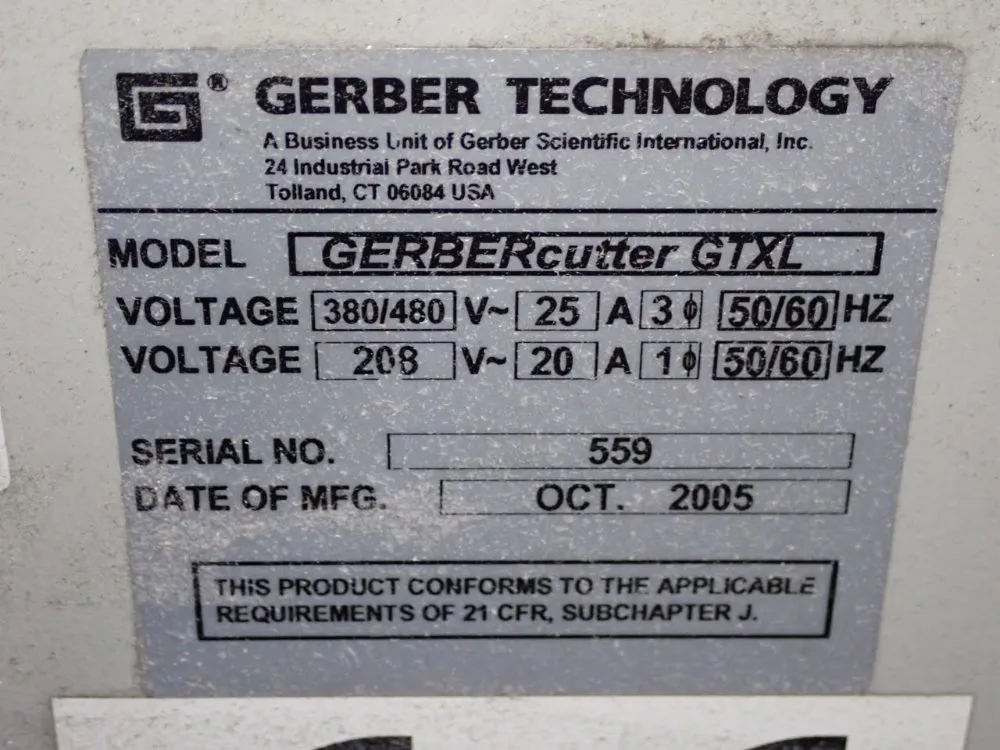 G® GERBER TECHNOLOGY
A Business Unit of Gerber Scientific International, Inc.
24 Industrial Park Road West
Tolland, CT 06084 USA
MODEL GERBERcutter GTXL
VOLTAGE 380/480 V~ 25 A 3 ϕ 50/60 HZ
VOLTAGE 208 V~ 20 A 1 ϕ 50/60 HZ
SERIAL NO. 559
DATE OF MFG. OCT. 2005
THIS PRODUCT CONFORMS TO THE APPLICABLE
REQUIREMENTS OF 21 CFR, SUBCHAPTER J.